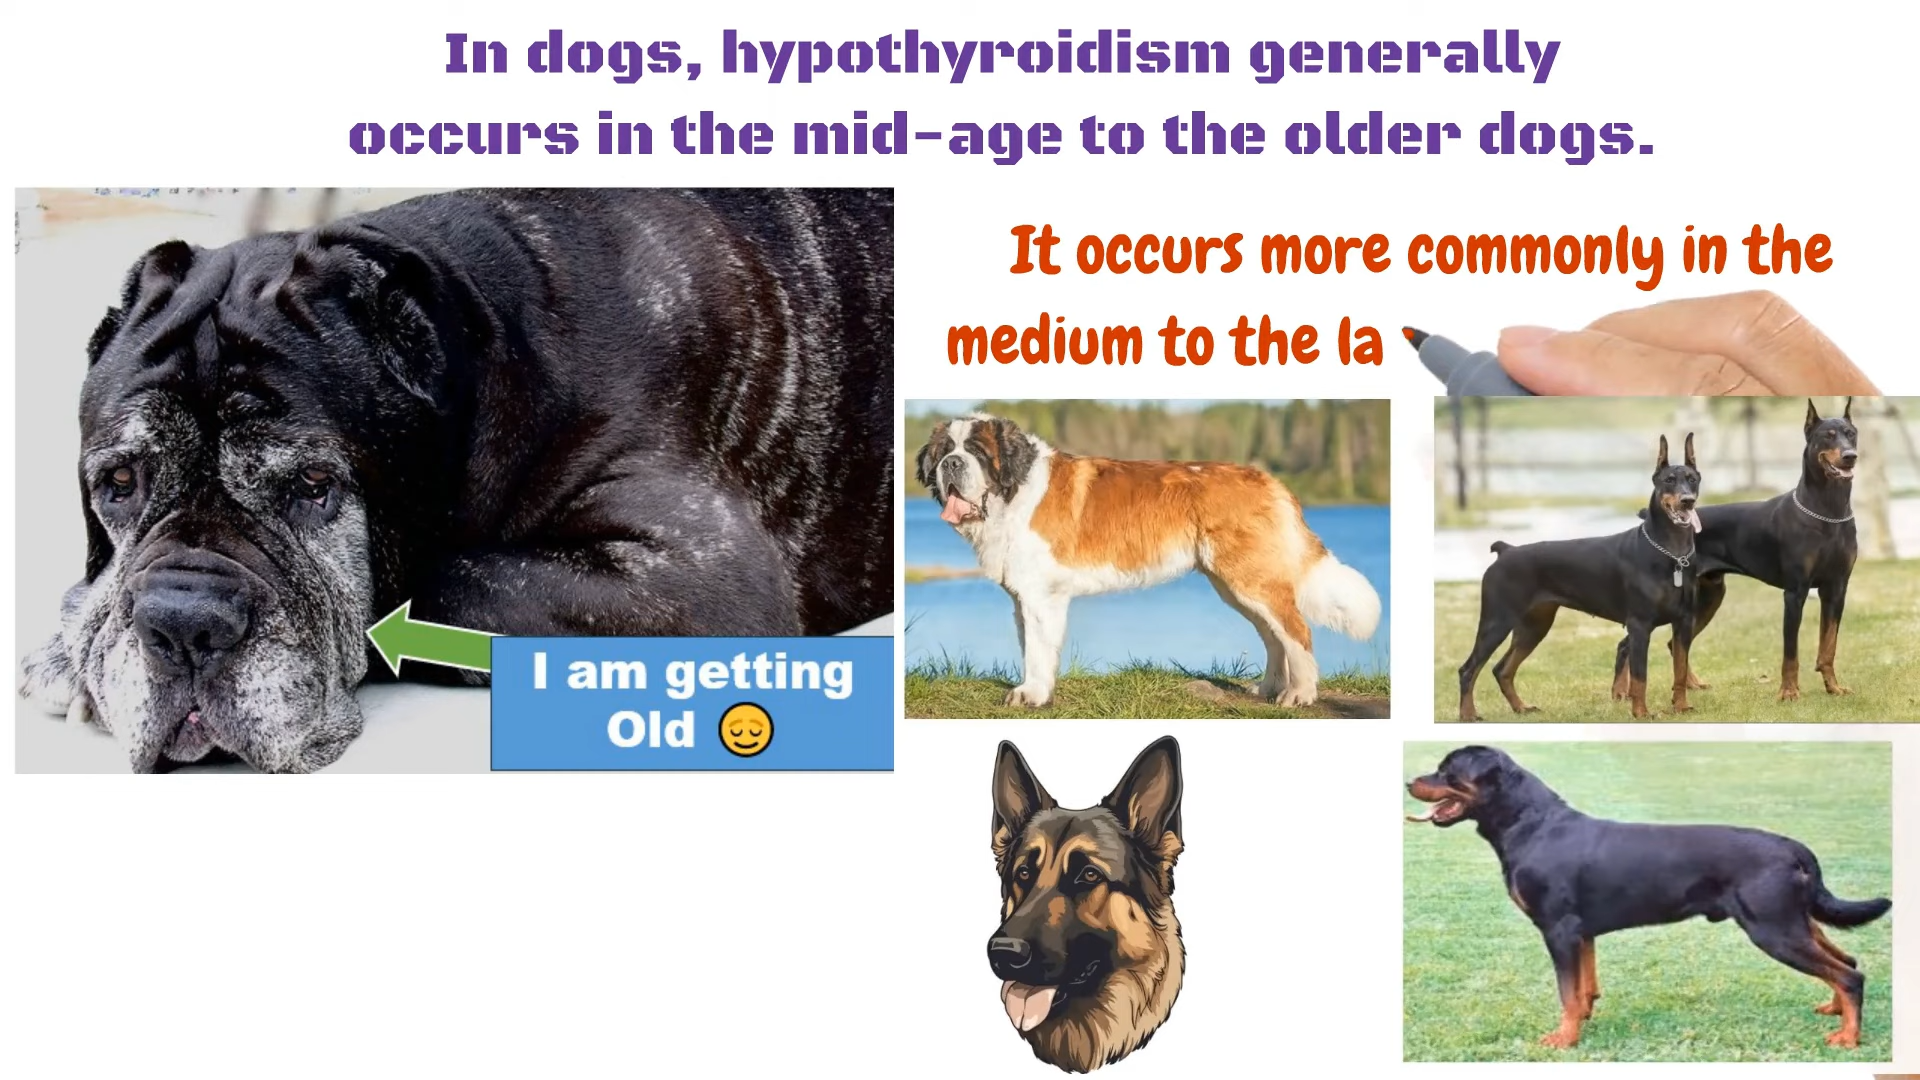 In dogs, hypothyroidism generally
occurs in the mid-age to the older dogs.
It occurs more commonly in the
medium to the la
I am getting
Old 😌